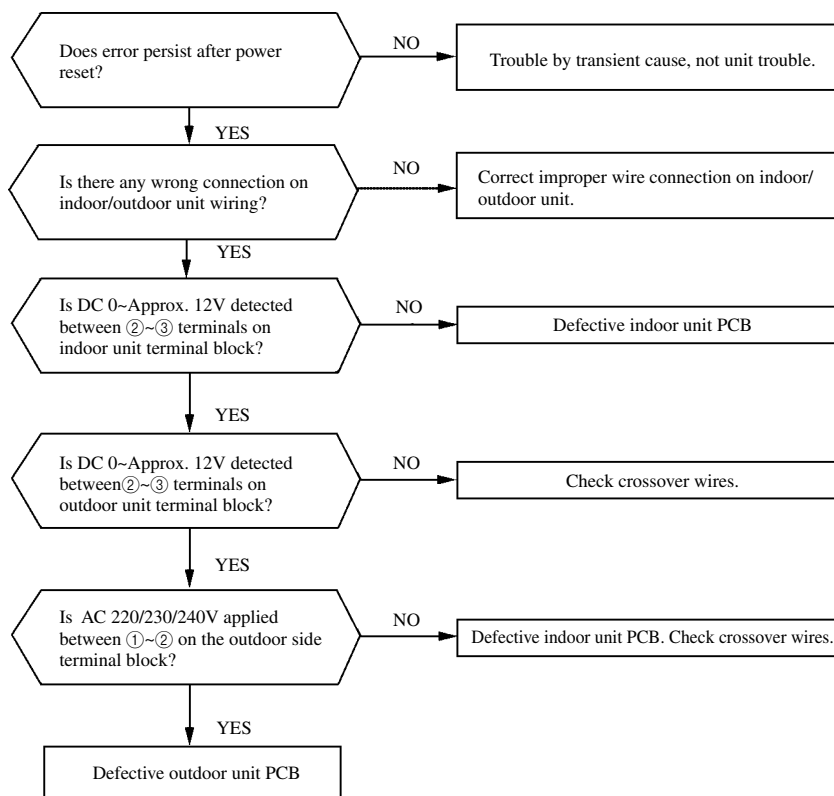 Does error persist after power
reset?
NO
Trouble by transient cause, not unit trouble.
YES
Is there any wrong connection on
indoor/outdoor unit wiring?
NO
Correct improper wire connection on indoor/
outdoor unit.
YES
Is DC 0~Approx. 12V detected
between ②~③ terminals on
indoor unit terminal block?
NO
Defective indoor unit PCB
YES
Is DC 0~Approx. 12V detected
between②~③ terminals on
outdoor unit terminal block?
NO
Check crossover wires.
YES
Is AC 220/230/240V applied
between ①~② on the outdoor side
terminal block?
NO
Defective indoor unit PCB. Check crossover wires.
YES
Defective outdoor unit PCB